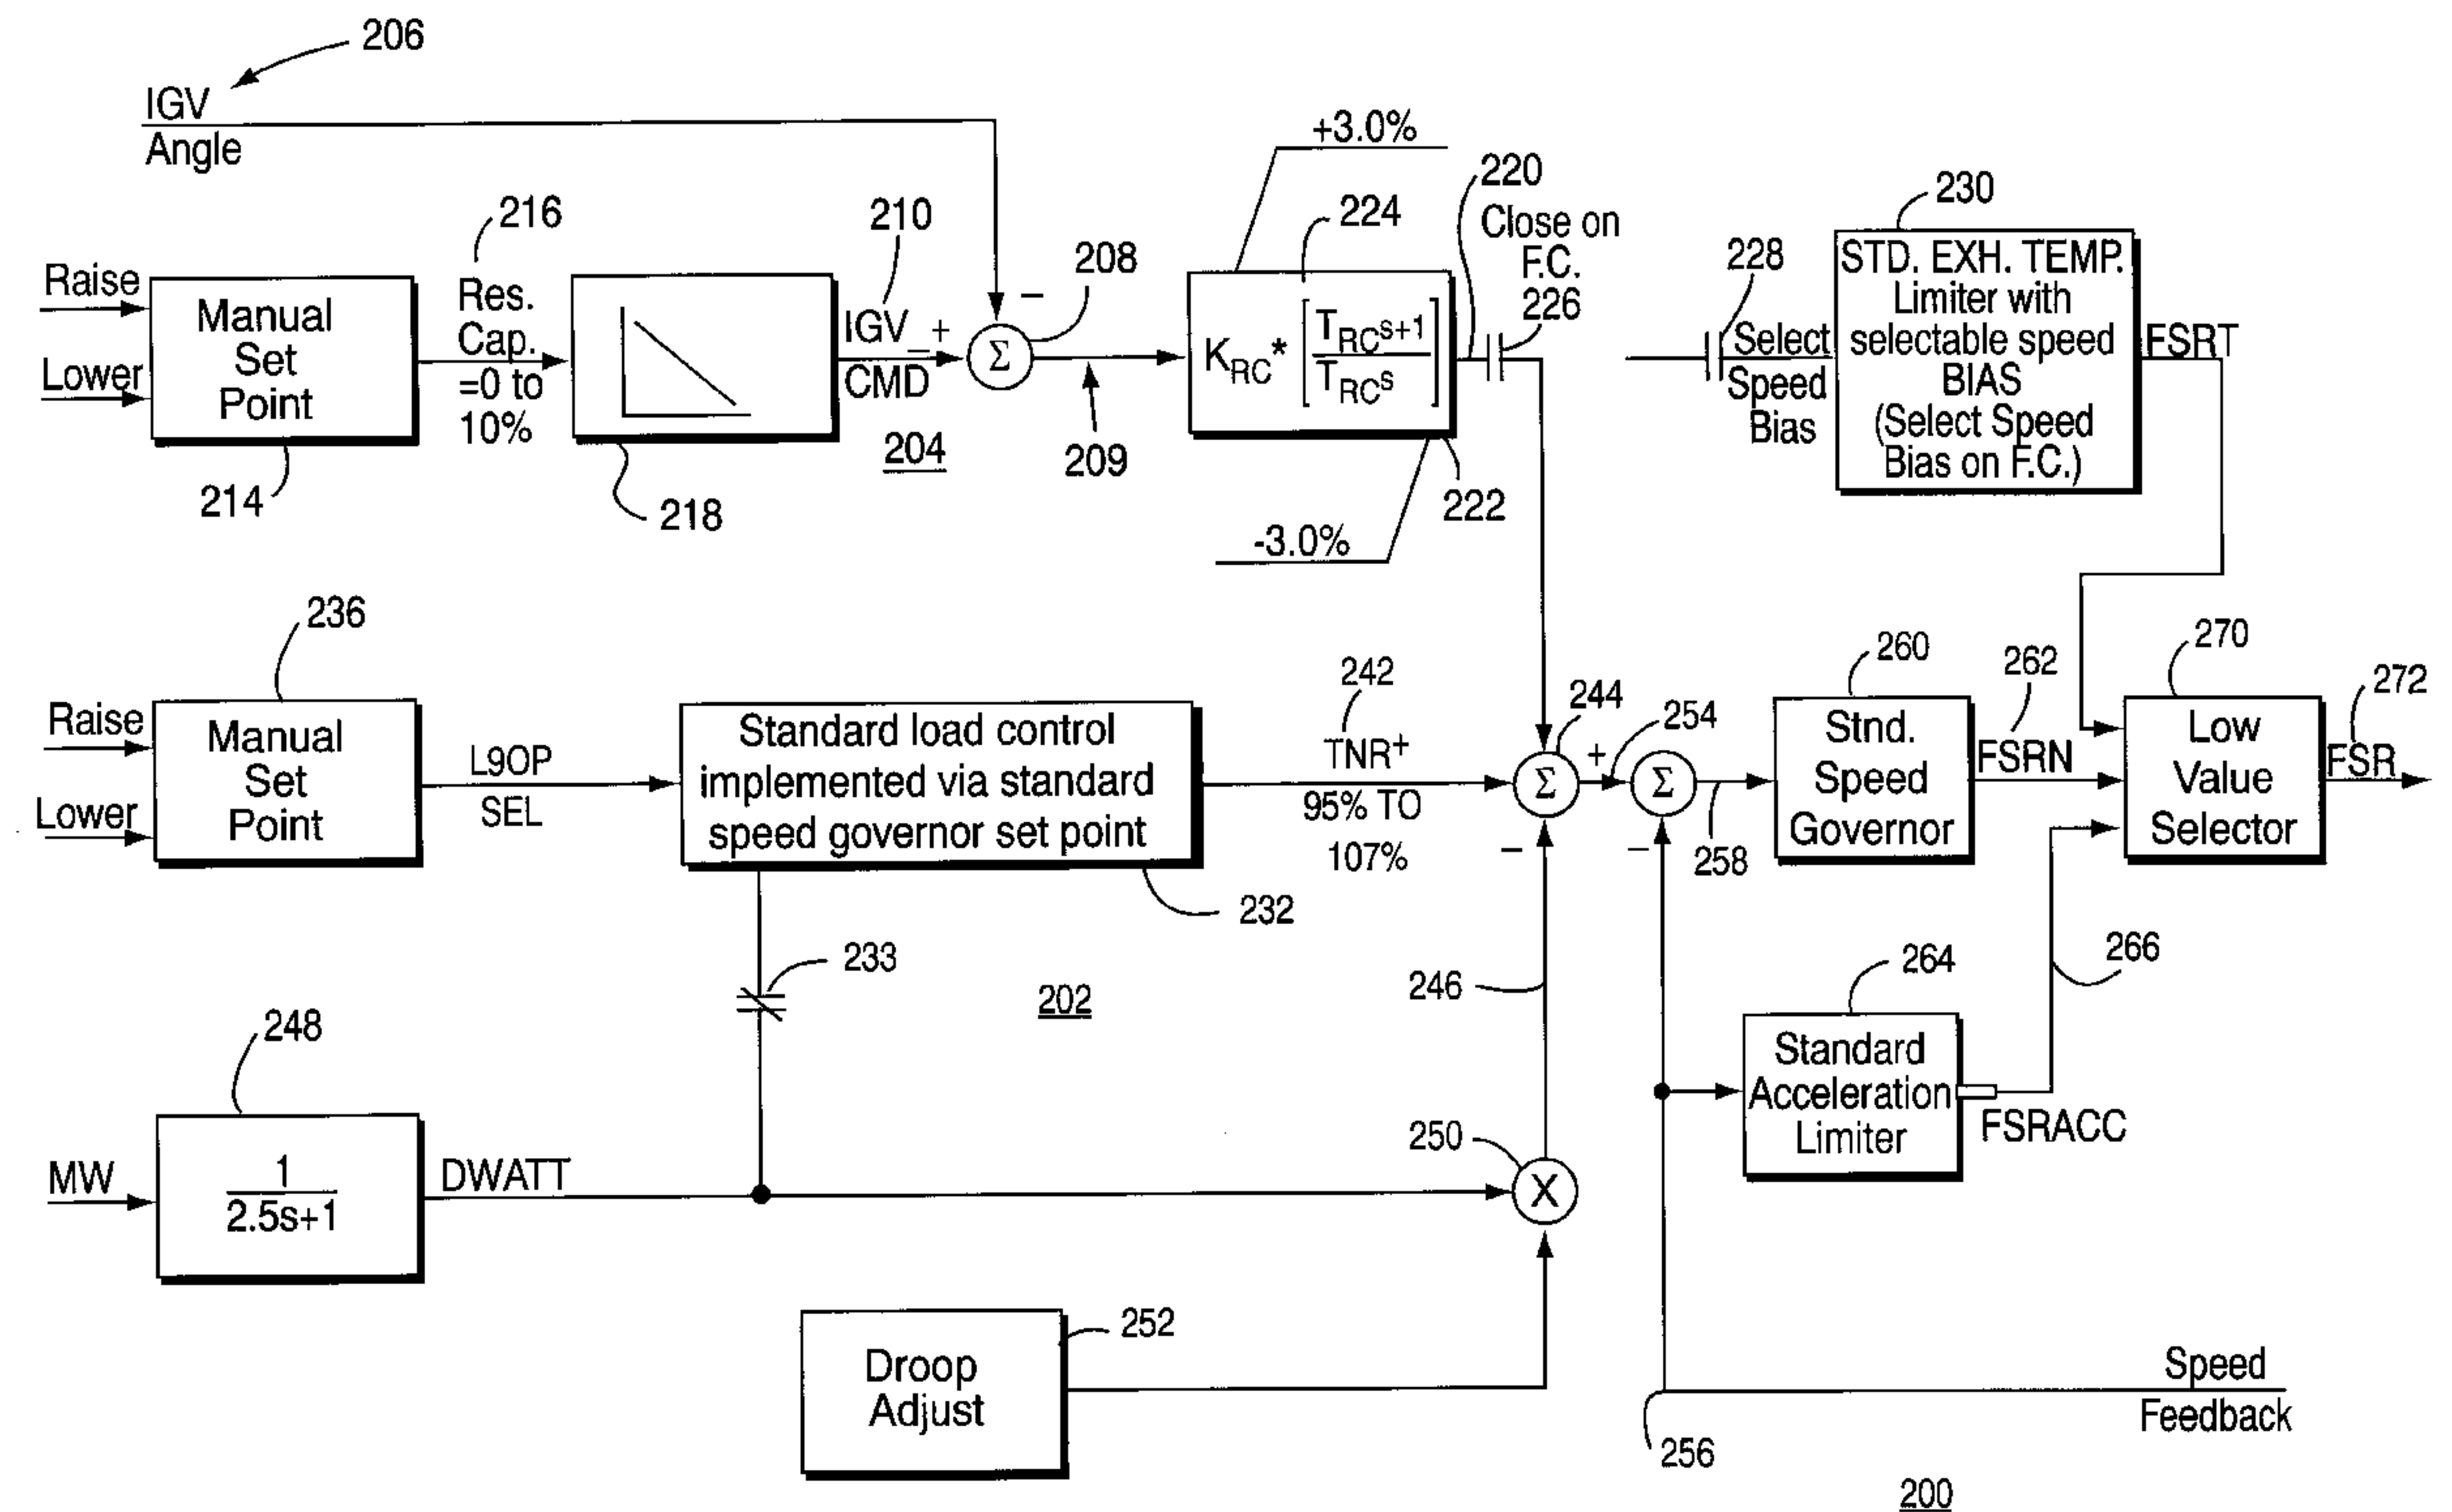 206
IGV
Angle
+3.0%
220
Close on
F.C.
226
230
216
210
224
208
228
Raise
Lower
Manual
Set
Point
Res.
Cap.
=0 to
10%
IGV
CMD
+
−
Σ
204
209
K_RC* [T_RC s+1 / T_RC s]
Select
Speed
Bias
STD. EXH. TEMP.
Limiter with
selectable speed
BIAS
(Select Speed
Bias on F.C.)
FSRT
214
218
222
-3.0%
236
242
244
254
260
262
270
272
Raise
Lower
Manual
Set
Point
L9OP
SEL
Standard load control
implemented via standard
speed governor set point
TNR+
95% TO
107%
Σ
+
−
Σ
−
258
Stnd.
Speed
Governor
FSRN
Low
Value
Selector
FSR
232
233
202
246
264
266
248
MW
1
2.5s+1
DWATT
250
X
Standard
Acceleration
Limiter
FSRACC
252
Droop
Adjust
Speed
Feedback
256
200